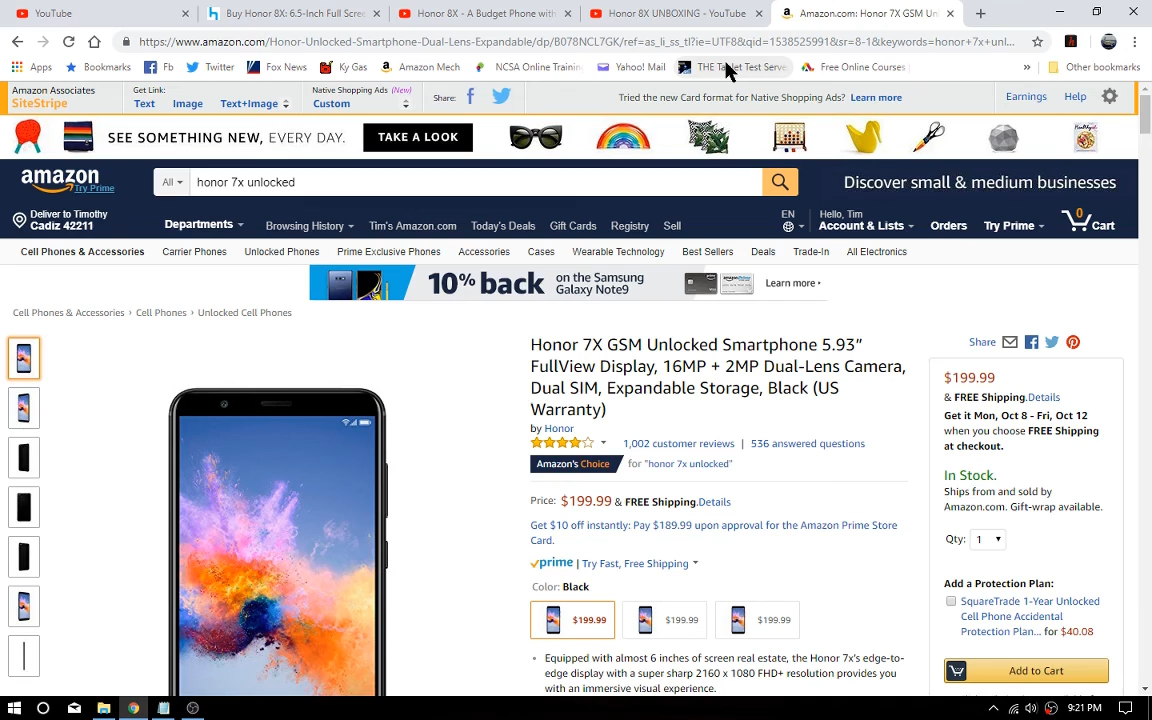 YouTube
Buy Honor 8X: 6.5-Inch Full Scree
Honor 8X - A Budget Phone with
Honor 8X UNBOXING - YouTube
Amazon.com: Honor 7X GSM Un
https://www.amazon.com/Honor-Unlocked-Smartphone-Dual-Lens-Expandable/dp/B078NCL7GK/ref=as_li_ss_tl?ie=UTF8&qid=1538525991&sr=8-1&keywords=honor+7x+unl...
Apps
Bookmarks
Fb
Twitter
Fox News
Ky Gas
Amazon Mech
NCSA Online Trainin
Yahoo! Mail
THE Tablet Test Serve
Free Online Courses
»
Other bookmarks
Amazon Associates
SiteStripe
Get Link:
Text Image Text+Image
Native Shopping Ads (New)
Custom
Share:
Tried the new Card format for Native Shopping Ads? Learn more
Earnings Help
SEE SOMETHING NEW, EVERY DAY. TAKE A LOOK
amazon
Try Prime
All
honor 7x unlocked
Discover small & medium businesses
Deliver to Timothy
Cadiz 42211
Departments
Browsing History
Tim's Amazon.com
Today's Deals
Gift Cards
Registry
Sell
EN
Hello, Tim
Account & Lists
Orders
Try Prime
0
Cart
Cell Phones & Accessories
Carrier Phones
Unlocked Phones
Prime Exclusive Phones
Accessories
Cases
Wearable Technology
Best Sellers
Deals
Trade-In
All Electronics
10% back
on the Samsung
Galaxy Note9
Learn more ›
Cell Phones & Accessories › Cell Phones › Unlocked Cell Phones
Honor 7X GSM Unlocked Smartphone 5.93”
FullView Display, 16MP + 2MP Dual-Lens Camera,
Dual SIM, Expandable Storage, Black (US
Warranty)
by Honor
1,002 customer reviews | 536 answered questions
Amazon's Choice for "honor 7x unlocked"
Price: $199.99 & FREE Shipping. Details
Get $10 off instantly: Pay $189.99 upon approval for the Amazon Prime Store
Card.
prime | Try Fast, Free Shipping
Color: Black
$199.99
$199.99
$199.99
• Equipped with almost 6 inches of screen real estate, the Honor 7x's edge-to-
edge display with a super sharp 2160 x 1080 FHD+ resolution provides you
with an immersive visual experience.
Share
$199.99
& FREE Shipping. Details
Get it Mon, Oct 8 - Fri, Oct 12
when you choose FREE Shipping
at checkout.
In Stock.
Ships from and sold by
Amazon.com. Gift-wrap available.
Qty: 1
Add a Protection Plan:
SquareTrade 1-Year Unlocked
Cell Phone Accidental
Protection Plan... for $40.08
Add to Cart
9:21 PM